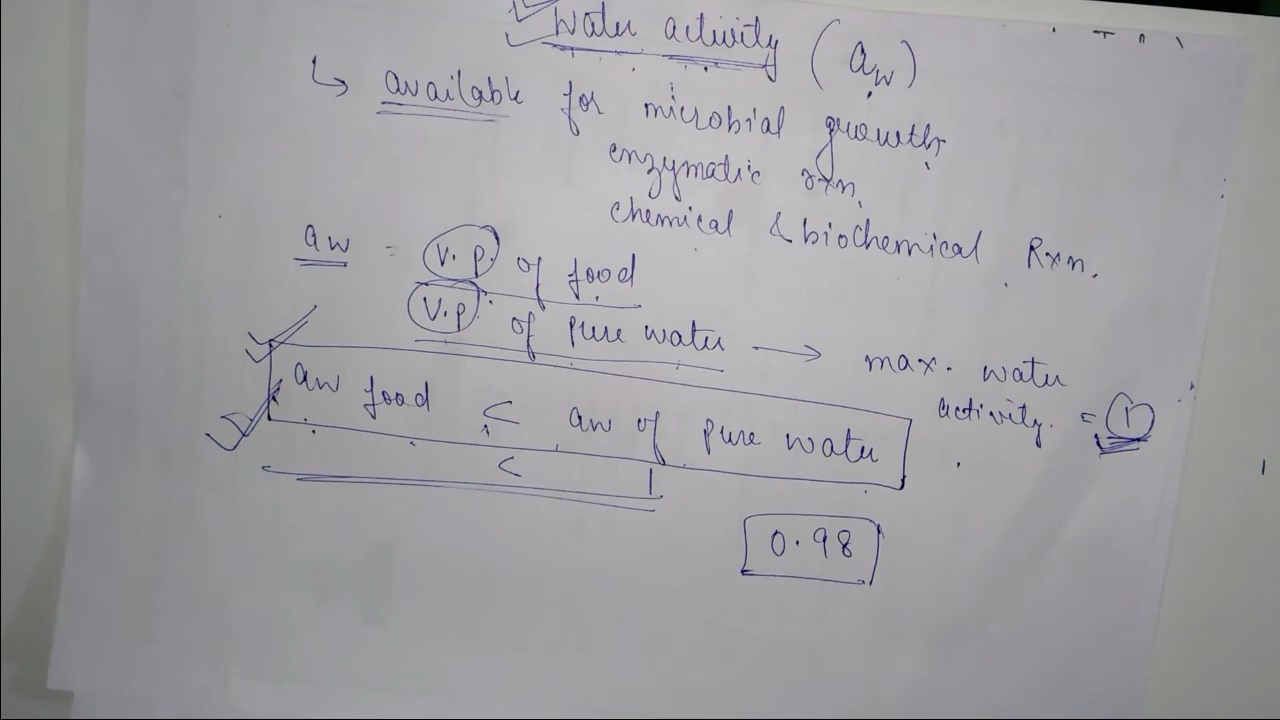 Water activity (aw)
↳ available for microbial growth
enzymatic rxn.
chemical & biochemical Rxn.
aw = V.p. of food
V.p. of pure water → max. water
activity. = 1
aw food < aw of pure water
< 1
0.98